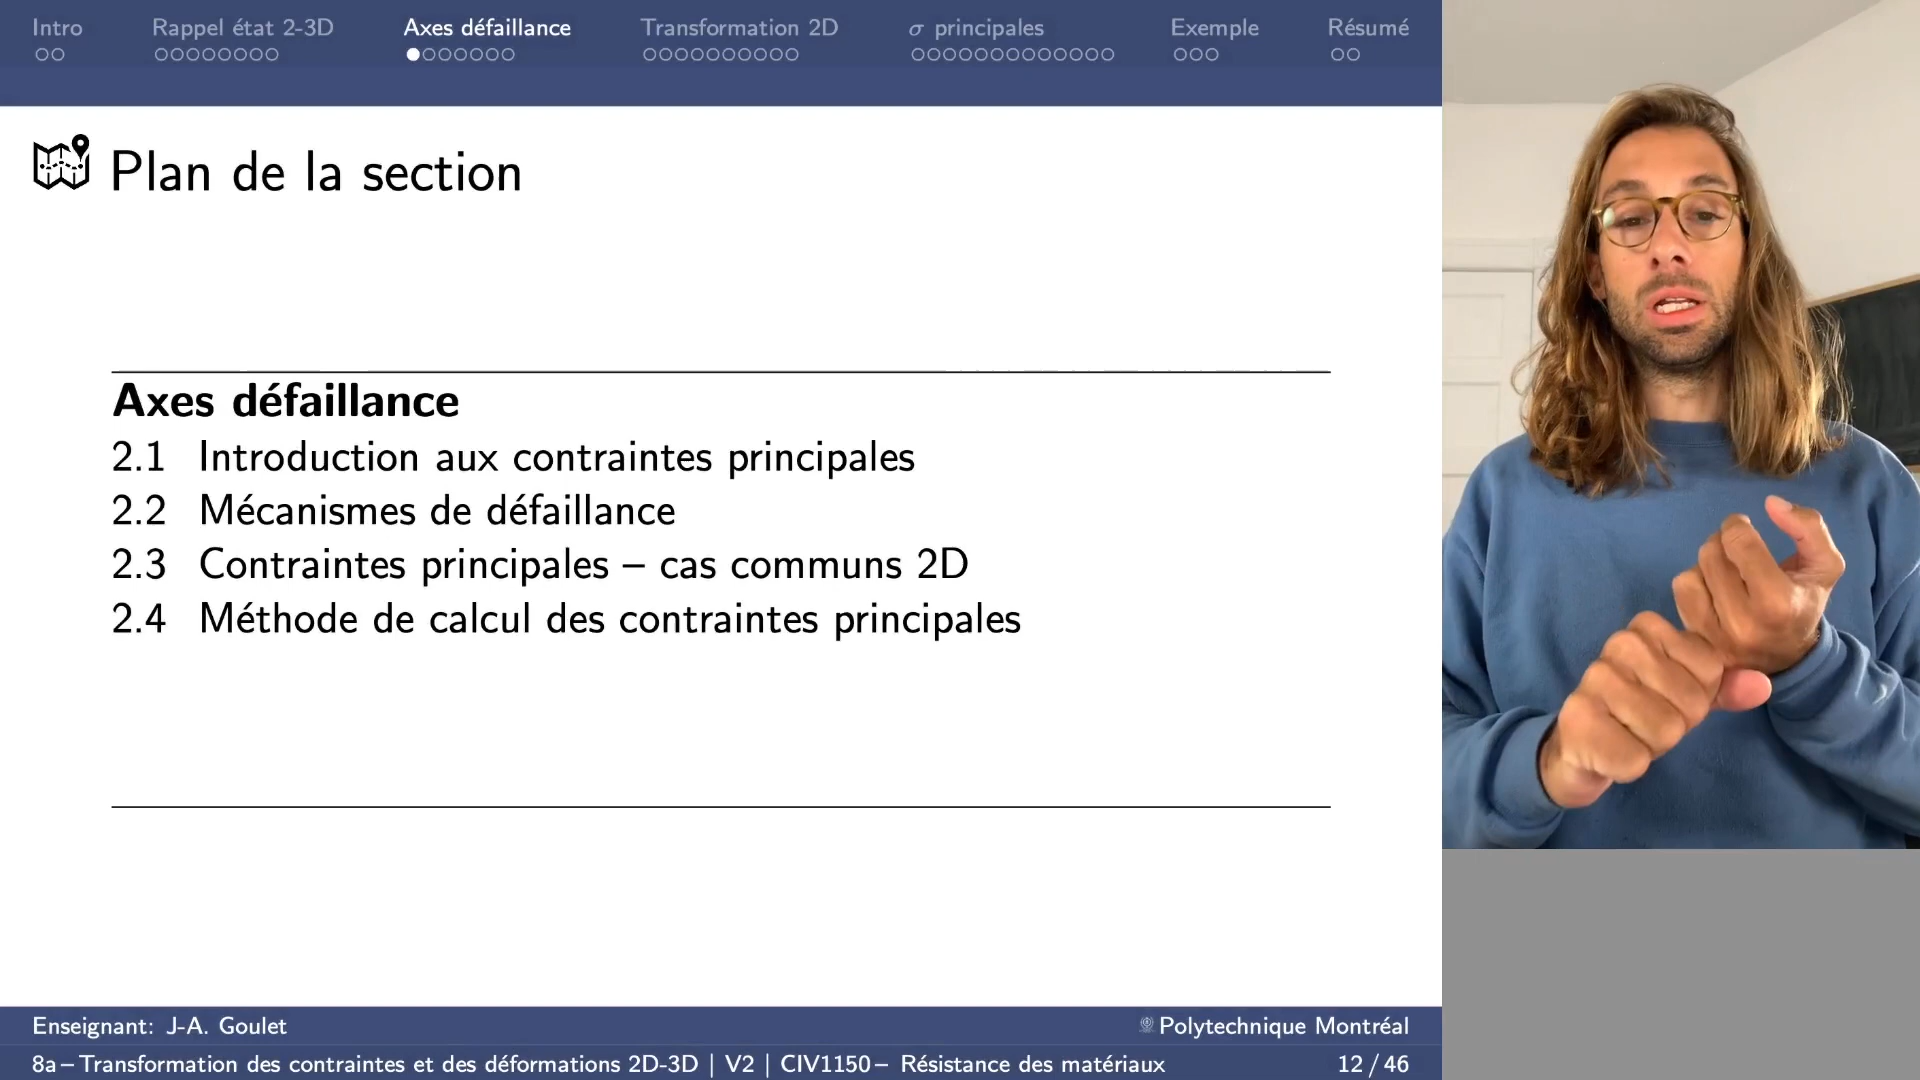 Intro Rappel état 2-3D Axes défaillance Transformation 2D σ principales Exemple Résumé
Plan de la section
Axes défaillance
2.1 Introduction aux contraintes principales
2.2 Mécanismes de défaillance
2.3 Contraintes principales – cas communs 2D
2.4 Méthode de calcul des contraintes principales
Enseignant: J-A. Goulet Polytechnique Montréal
8a – Transformation des contraintes et des déformations 2D-3D | V2 | CIV1150 – Résistance des matériaux 12 / 46